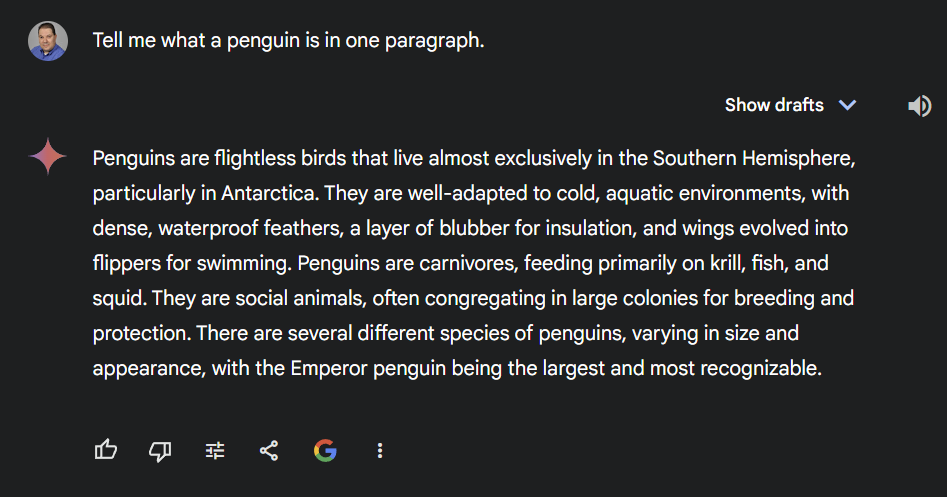 Tell me what a penguin is in one paragraph.
Show drafts
Penguins are flightless birds that live almost exclusively in the Southern Hemisphere,
particularly in Antarctica. They are well-adapted to cold, aquatic environments, with
dense, waterproof feathers, a layer of blubber for insulation, and wings evolved into
flippers for swimming. Penguins are carnivores, feeding primarily on krill, fish, and
squid. They are social animals, often congregating in large colonies for breeding and
protection. There are several different species of penguins, varying in size and
appearance, with the Emperor penguin being the largest and most recognizable.